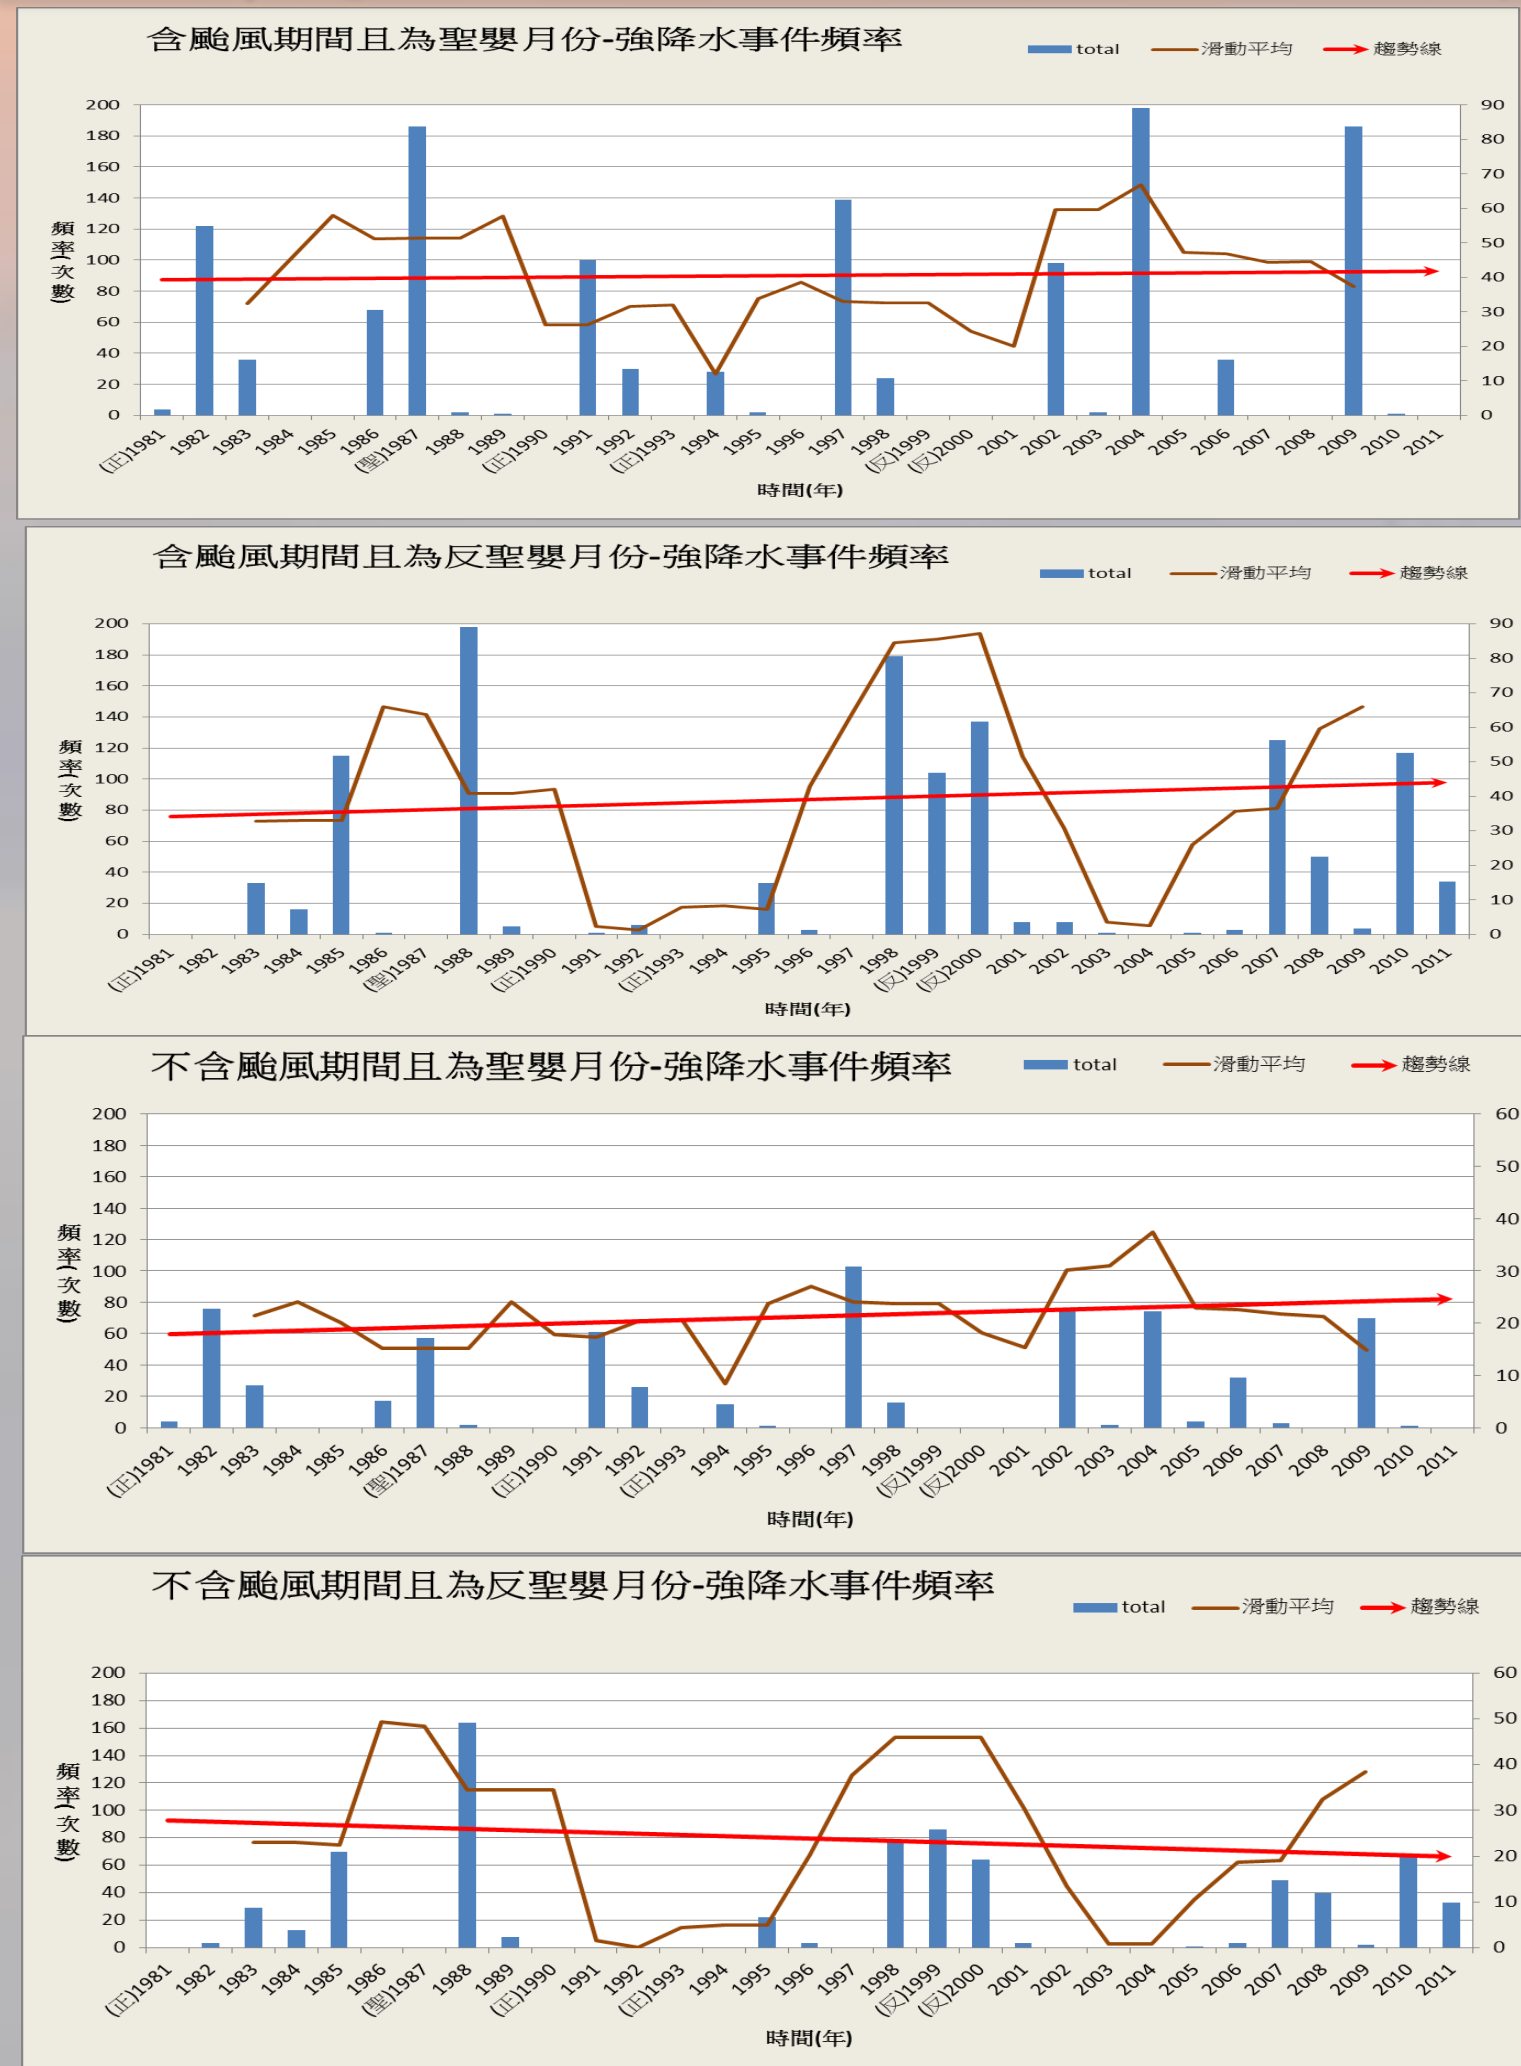 含颱風期間且為聖嬰月份-強降水事件頻率
total 滑動平均 趨勢線
200 180 160 140 120 100 80 60 40 20 0
頻率(次數)
90 80 70 60 50 40 30 20 10 0
(正)1981 1982 1983 1984 1985 1986 (聖)1987 1988 1989 (正)1990 1991 1992 (正)1993 1994 1995 1996 1997 1998 (反)1999 (反)2000 2001 2002 2003 2004 2005 2006 2007 2008 2009 2010 2011
時間(年)
含颱風期間且為反聖嬰月份-強降水事件頻率
total 滑動平均 趨勢線
200 180 160 140 120 100 80 60 40 20 0
頻率(次數)
90 80 70 60 50 40 30 20 10 0
(正)1981 1982 1983 1984 1985 1986 (聖)1987 1988 1989 (正)1990 1991 1992 (正)1993 1994 1995 1996 1997 1998 (反)1999 (反)2000 2001 2002 2003 2004 2005 2006 2007 2008 2009 2010 2011
時間(年)
不含颱風期間且為聖嬰月份-強降水事件頻率
total 滑動平均 趨勢線
200 180 160 140 120 100 80 60 40 20 0
頻率(次數)
60 50 40 30 20 10 0
(正)1981 1982 1983 1984 1985 1986 (聖)1987 1988 1989 (正)1990 1991 1992 (正)1993 1994 1995 1996 1997 1998 (反)1999 (反)2000 2001 2002 2003 2004 2005 2006 2007 2008 2009 2010 2011
時間(年)
不含颱風期間且為反聖嬰月份-強降水事件頻率
total 滑動平均 趨勢線
200 180 160 140 120 100 80 60 40 20 0
頻率(次數)
60 50 40 30 20 10 0
(正)1981 1982 1983 1984 1985 1986 (聖)1987 1988 1989 (正)1990 1991 1992 (正)1993 1994 1995 1996 1997 1998 (反)1999 (反)2000 2001 2002 2003 2004 2005 2006 2007 2008 2009 2010 2011
時間(年)